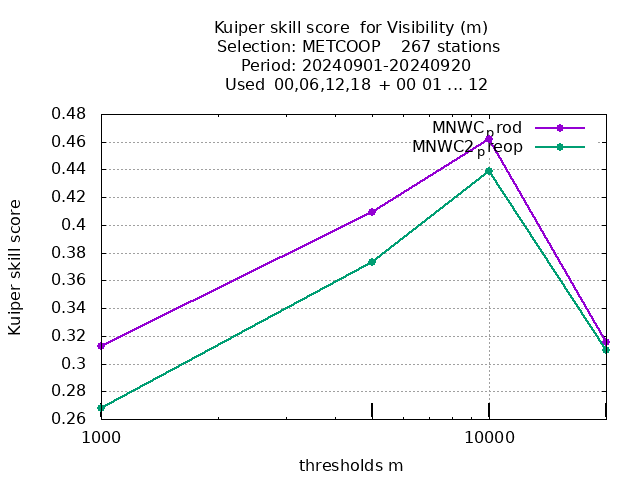 Kuiper skill score for Visibility (m)
Selection: METCOOP 267 stations
Period: 20240901-20240920
Used 00,06,12,18 + 00 01 ... 12
0.48
0.46
0.44
0.42
0.4
0.38
0.36
0.34
0.32
0.3
0.28
0.26
Kuiper skill score
MNWC_prod
MNWC2_preop
1000
10000
thresholds m